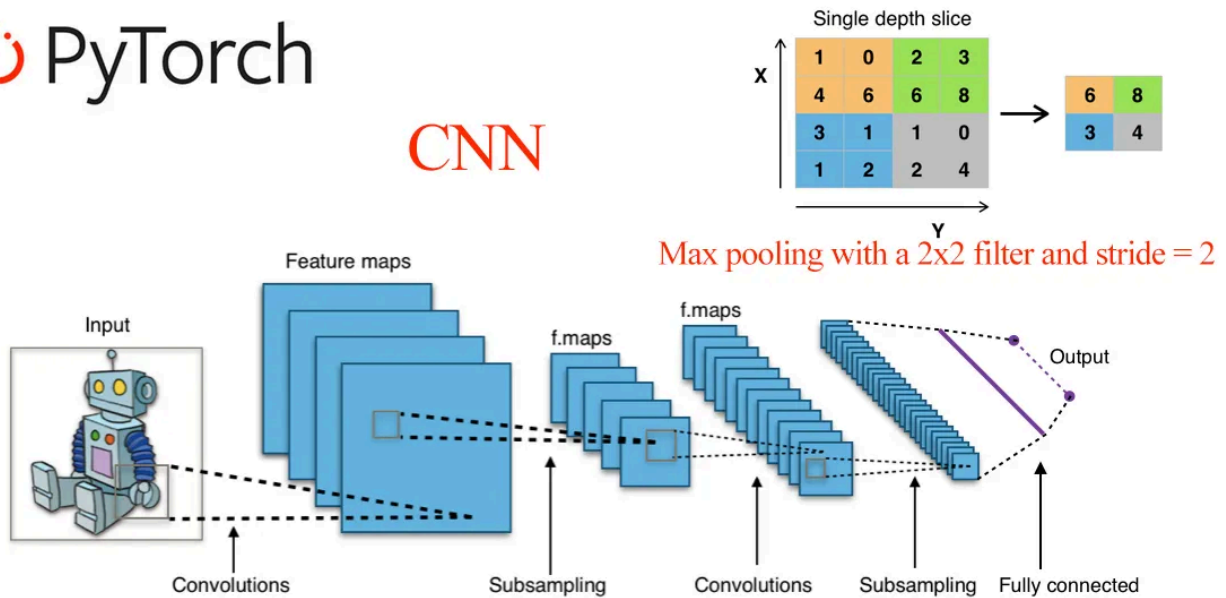 PyTorch
CNN
Single depth slice
X
1 0 2 3
4 6 6 8
3 1 1 0
1 2 2 4
6 8
3 4
Y
Max pooling with a 2x2 filter and stride = 2
Input
Feature maps
f.maps
f.maps
Output
Convolutions
Subsampling
Convolutions
Subsampling
Fully connected